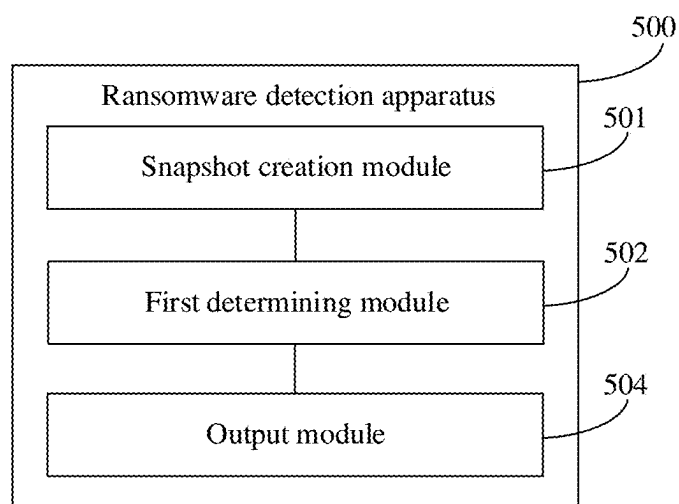 500
Ransomware detection apparatus
501
Snapshot creation module
502
First determining module
504
Output module